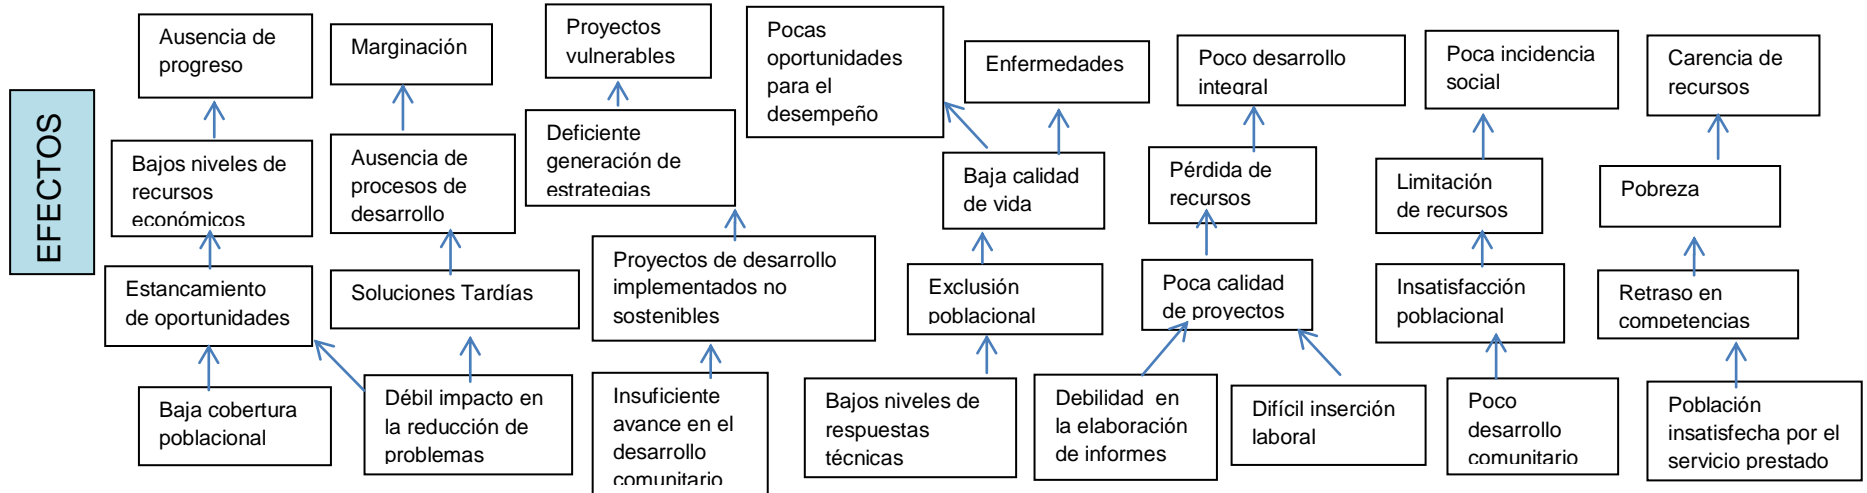 EFECTOS
Ausencia de
progreso
Marginación
Proyectos
vulnerables
Pocas
oportunidades
para el
desempeño
Enfermedades
Poco desarrollo
integral
Poca incidencia
social
Carencia de
recursos
Bajos niveles de
recursos
económicos
Ausencia de
procesos de
desarrollo
Deficiente
generación de
estrategias
Baja calidad
de vida
Pérdida de
recursos
Limitación
de recursos
Pobreza
Estancamiento
de oportunidades
Soluciones Tardías
Proyectos de desarrollo
implementados no
sostenibles
Exclusión
poblacional
Poca calidad
de proyectos
Insatisfacción
poblacional
Retraso en
competencias
Baja cobertura
poblacional
Débil impacto en
la reducción de
problemas
Insuficiente
avance en el
desarrollo
comunitario
Bajos niveles de
respuestas
técnicas
Debilidad en
la elaboración
de informes
Difícil inserción
laboral
Poco
desarrollo
comunitario
Población
insatisfecha por el
servicio prestado